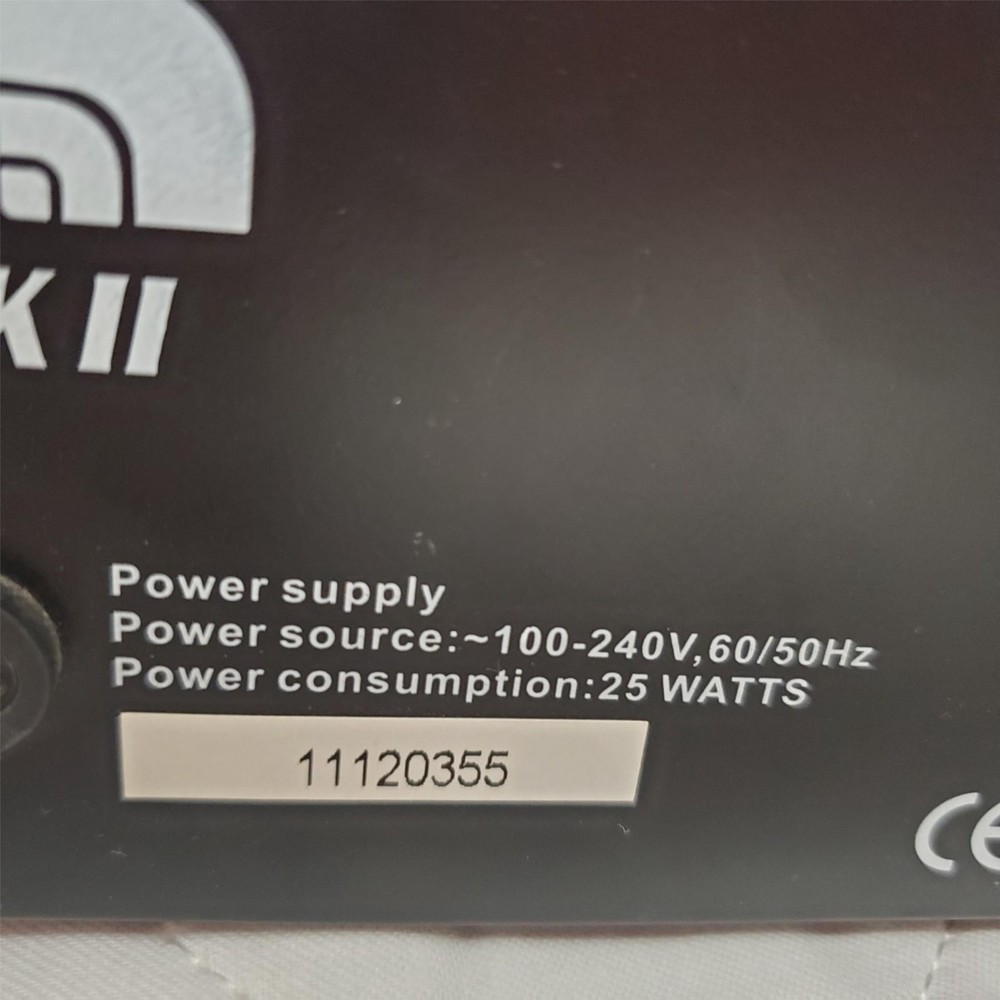 K II
Power supply
Power source:~100-240V,60/50Hz
Power consumption:25 WATTS
11120355
CE